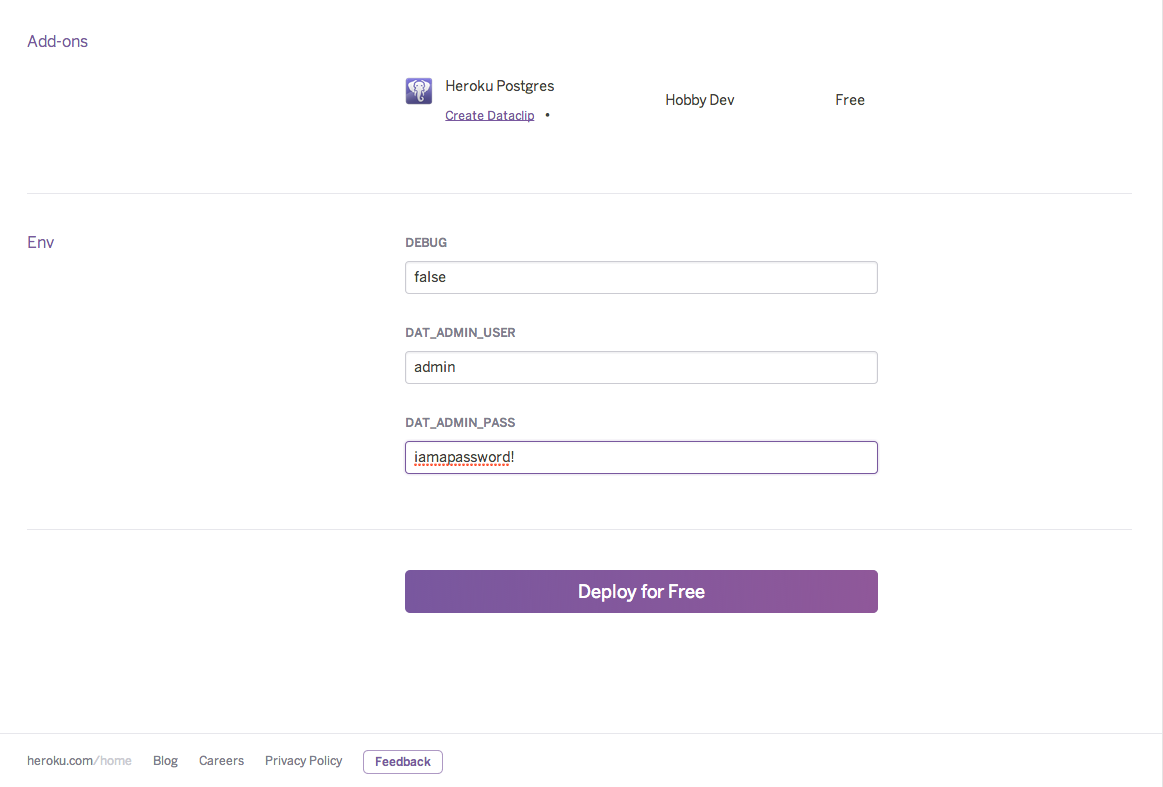 Add-ons
Heroku Postgres
Create Dataclip •
Hobby Dev
Free
Env
DEBUG
false
DAT_ADMIN_USER
admin
DAT_ADMIN_PASS
iamapassword!
Deploy for Free
heroku.com/home Blog Careers Privacy Policy Feedback